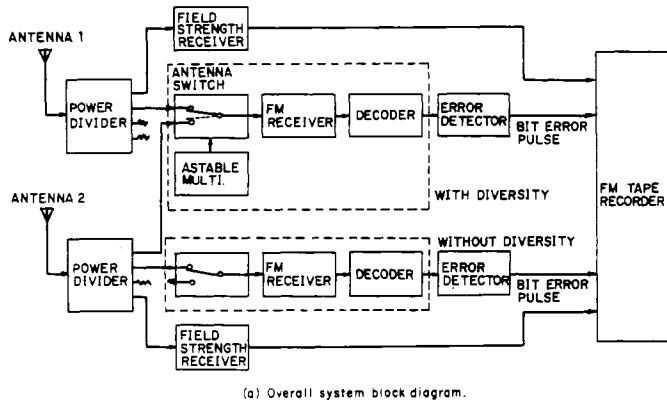 FIELD
STRENGTH
RECEIVER
ANTENNA 1
POWER
DIVIDER
ANTENNA
SWITCH
FM
RECEIVER
DECODER
ERROR
DETECTOR
BIT ERROR
PULSE
ASTABLE
MULTI.
WITH DIVERSITY
FM TAPE
RECORDER
ANTENNA 2
POWER
DIVIDER
WITHOUT DIVERSITY
FM
RECEIVER
DECODER
ERROR
DETECTOR
BIT ERROR
PULSE
FIELD
STRENGTH
RECEIVER
(a) Overall system block diagram.